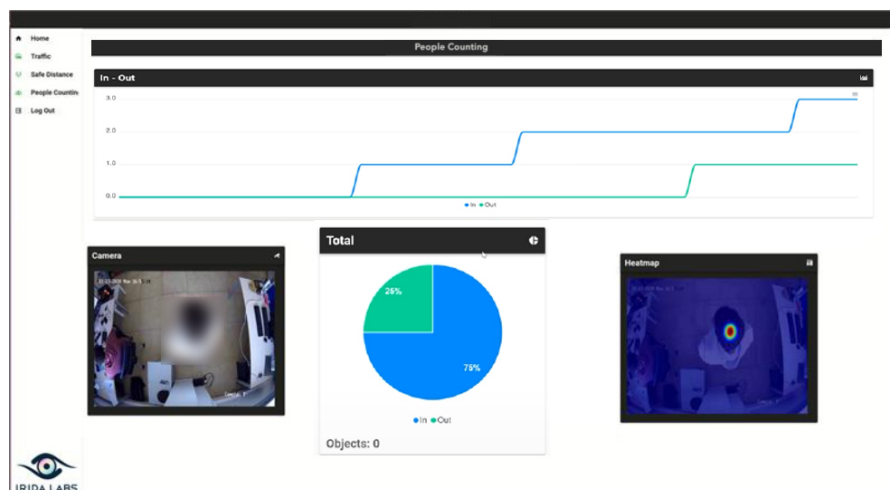 Home
Traffic
Safe Distance
People Countin
Log Out
People Counting
In - Out
3.0
2.0
1.0
0.0
In Out
Camera
Total
25%
75%
In Out
Objects: 0
Heatmap
IRIDA LABS